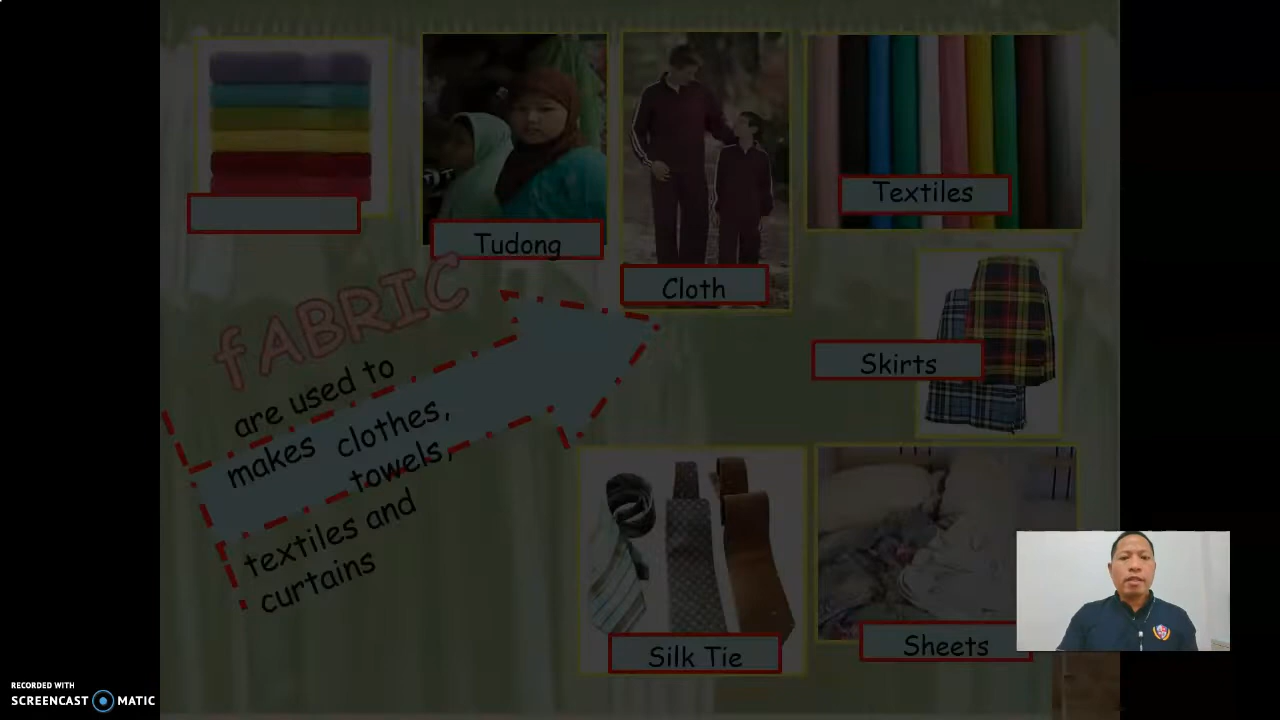 Textiles
Tudong
Cloth
fABRIC
Skirts
are used to
makes clothes,
towels,
textiles and
curtains
Silk Tie
Sheets
RECORDED WITH
SCREENCAST MATIC